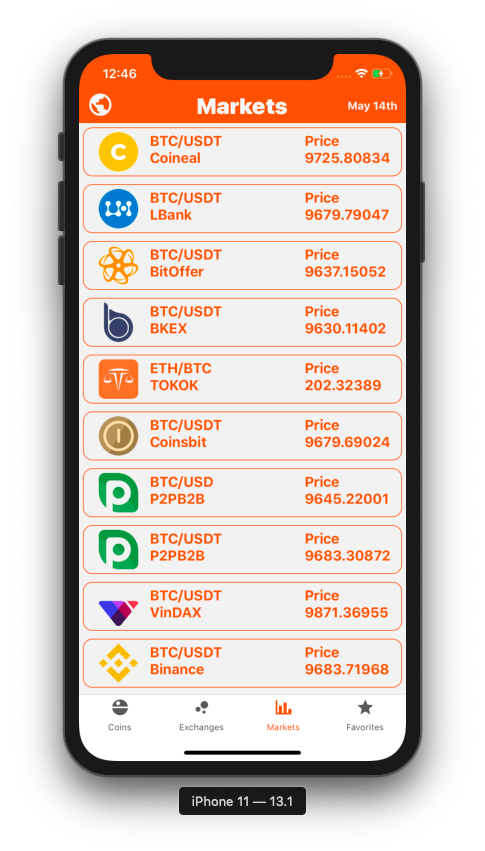 12:46
Markets
May 14th
BTC/USDT Price
Coineal 9725.80834
BTC/USDT Price
LBank 9679.79047
BTC/USDT Price
BitOffer 9637.15052
BTC/USDT Price
BKEX 9630.11402
ETH/BTC Price
TOKOK 202.32389
BTC/USDT Price
Coinsbit 9679.69024
BTC/USD Price
P2PB2B 9645.22001
BTC/USDT Price
P2PB2B 9683.30872
BTC/USDT Price
VinDAX 9871.36955
BTC/USDT Price
Binance 9683.71968
Coins Exchanges Markets Favorites
iPhone 11 — 13.1